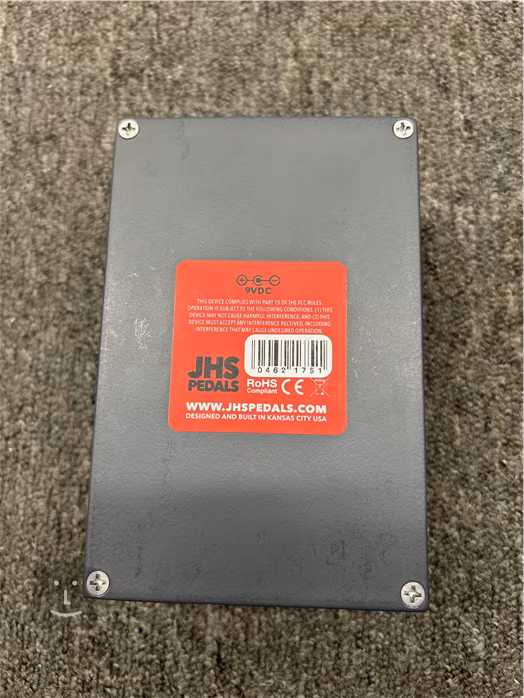 9VDC
THIS DEVICE COMPLIES WITH PART 15 OF THE FCC RULES.
OPERATION IS SUBJECT TO THE FOLLOWING CONDITIONS. (1) THIS
DEVICE MAY NOT CAUSE HARMFUL INTERFERENCE, AND (2) THIS
DEVICE MUST ACCEPT ANY INTERFERENCE RECEIVED, INCLUDING
INTERFERENCE THAT MAY CAUSE UNDESIRED OPERATION.
JHS
PEDALS
04621751
RoHS
Compliant
CE
WWW.JHSPEDALS.COM
DESIGNED AND BUILT IN KANSAS CITY USA